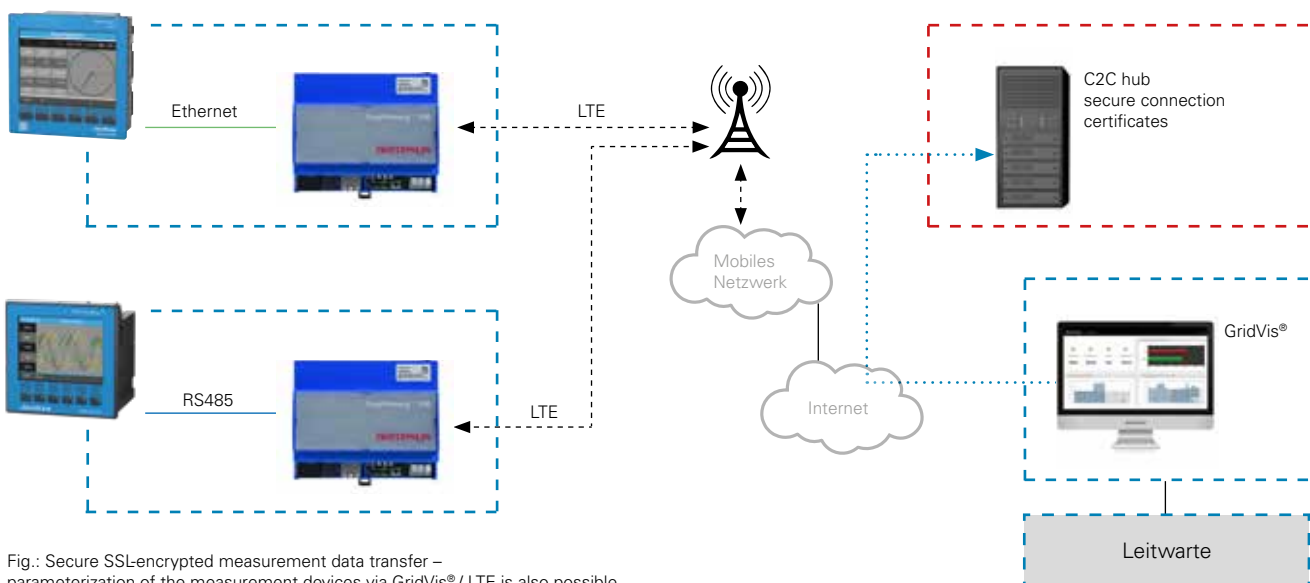 Ethernet
LTE
C2C hub
secure connection
certificates
Mobiles
Netzwerk
GridVis®
RS485
LTE
Internet
Leitwarte
Fig.: Secure SSL-encrypted measurement data transfer –
parameterization of the measurement devices via GridVis® / LTE is also possible